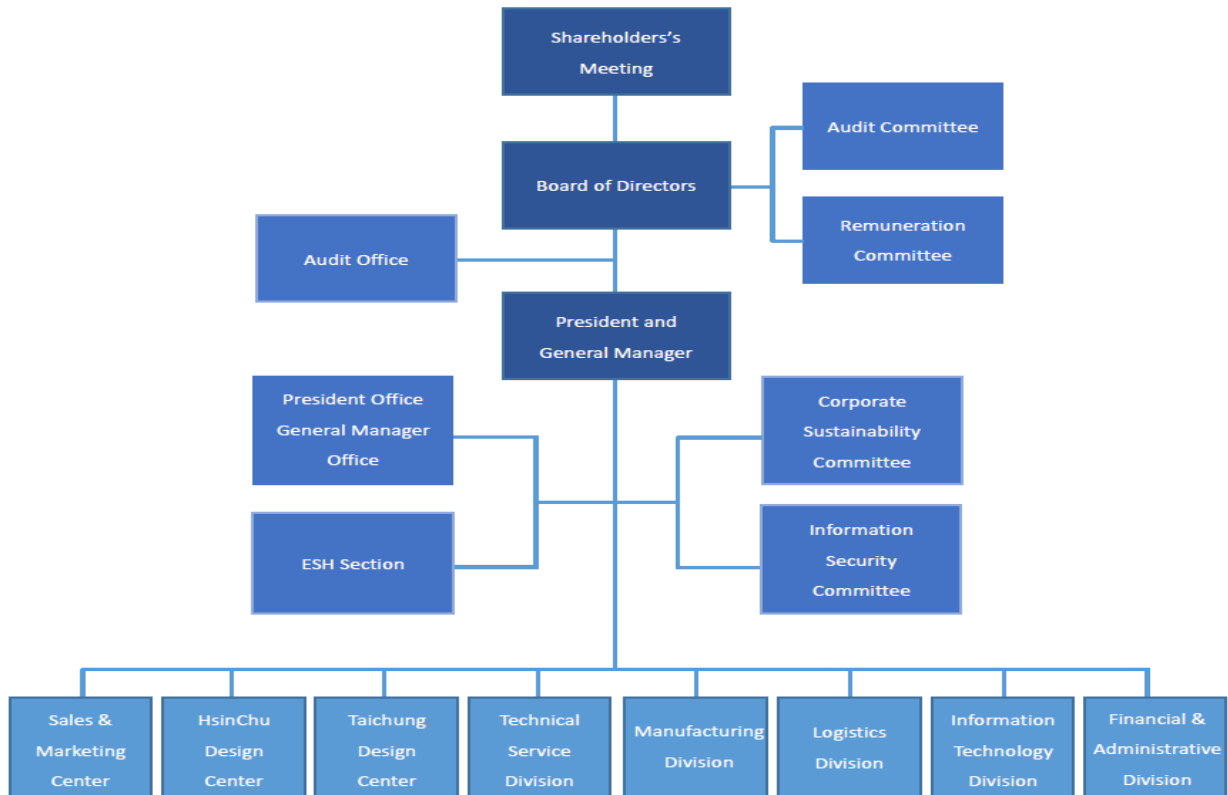 Shareholders's
Meeting
Audit Committee
Board of Directors
Remuneration
Committee
Audit Office
President and
General Manager
President Office
General Manager
Office
Corporate
Sustainability
Committee
ESH Section
Information
Security
Committee
Sales &
Marketing
Center
HsinChu
Design
Center
Taichung
Design
Center
Technical
Service
Division
Manufacturing
Division
Logistics
Division
Information
Technology
Division
Financial &
Administrative
Division